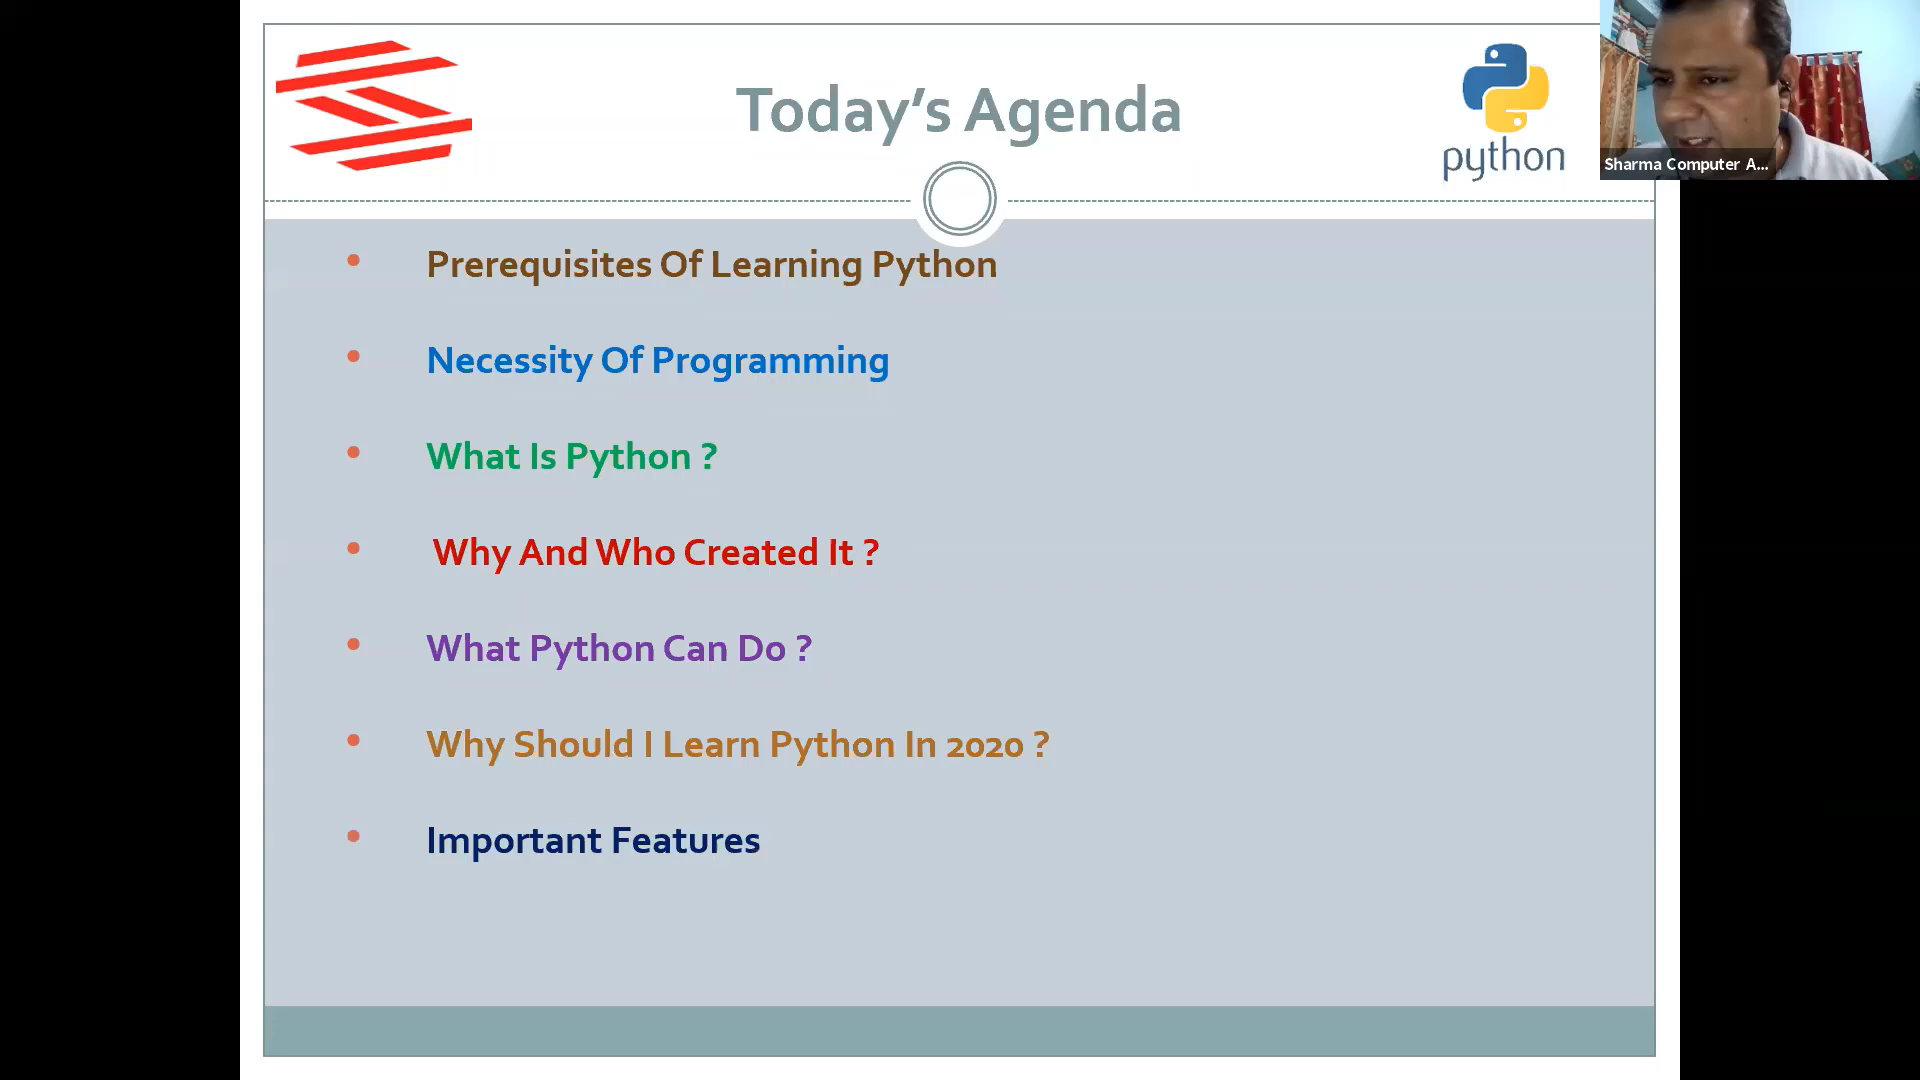 Today's Agenda
python
Sharma Computer A...
Prerequisites Of Learning Python
Necessity Of Programming
What Is Python ?
Why And Who Created It ?
What Python Can Do ?
Why Should I Learn Python In 2020 ?
Important Features